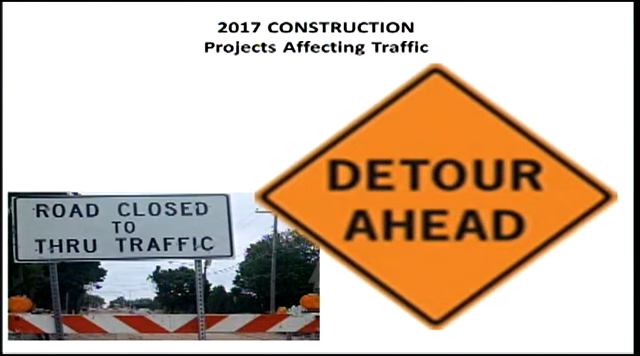 2017 CONSTRUCTION
Projects Affecting Traffic
DETOUR
AHEAD
ROAD CLOSED
TO
THRU TRAFFIC